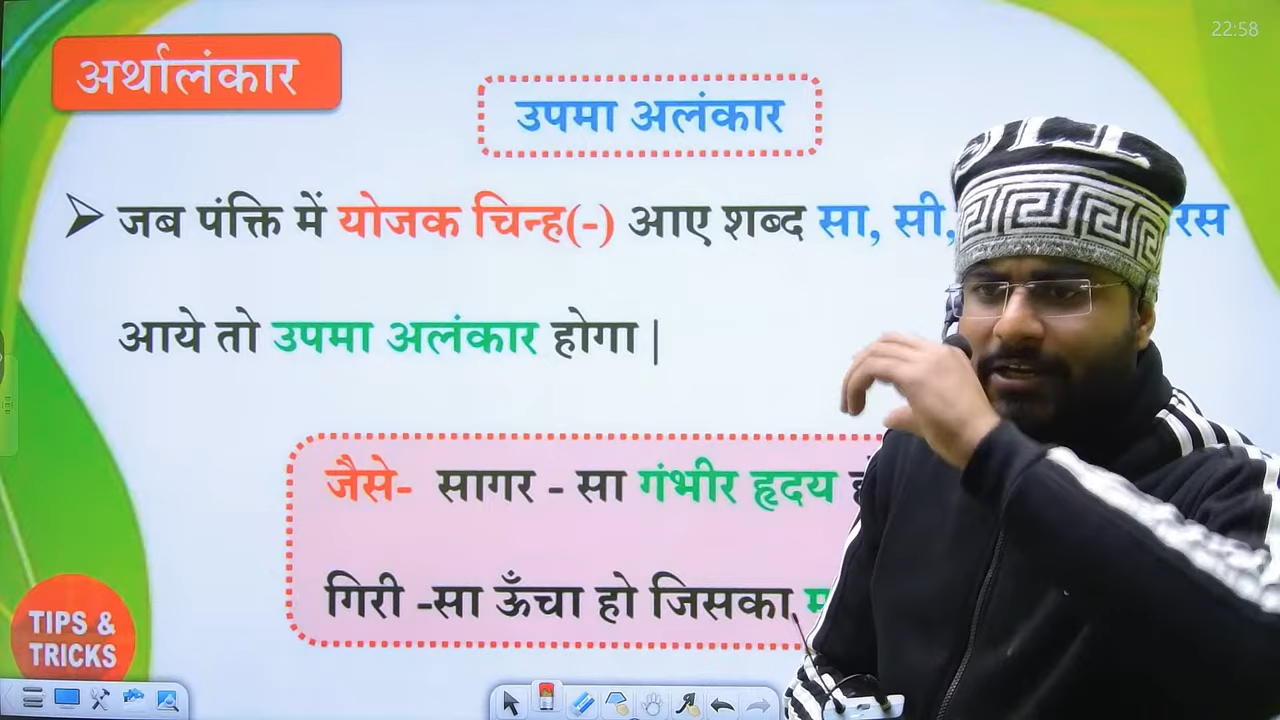 22:58
अर्थालंकार
उपमा अलंकार
जब पंक्ति में योजक चिन्ह(-) आए शब्द सा, सी,
आये तो उपमा अलंकार होगा |
जैसे- सागर - सा गंभीर हृदय
गिरी -सा ऊँचा हो जिसका
TIPS &
TRICKS